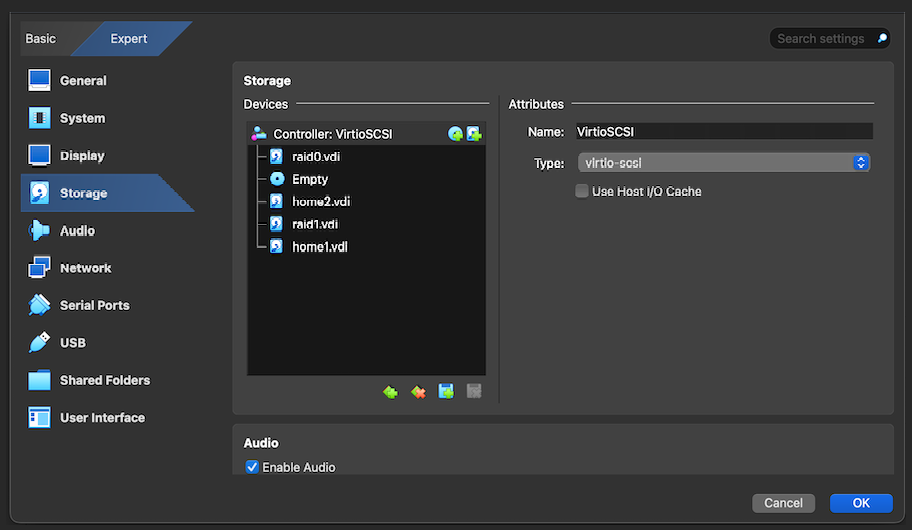 Basic
Expert
Search settings
General
System
Display
Storage
Audio
Network
Serial Ports
USB
Shared Folders
User Interface
Storage
Devices
Controller: VirtioSCSI
raid0.vdi
Empty
home2.vdi
raid1.vdi
home1.vdi
Attributes
Name: VirtioSCSI
Type: virtio-scsi
Use Host I/O Cache
Audio
Enable Audio
Cancel
OK